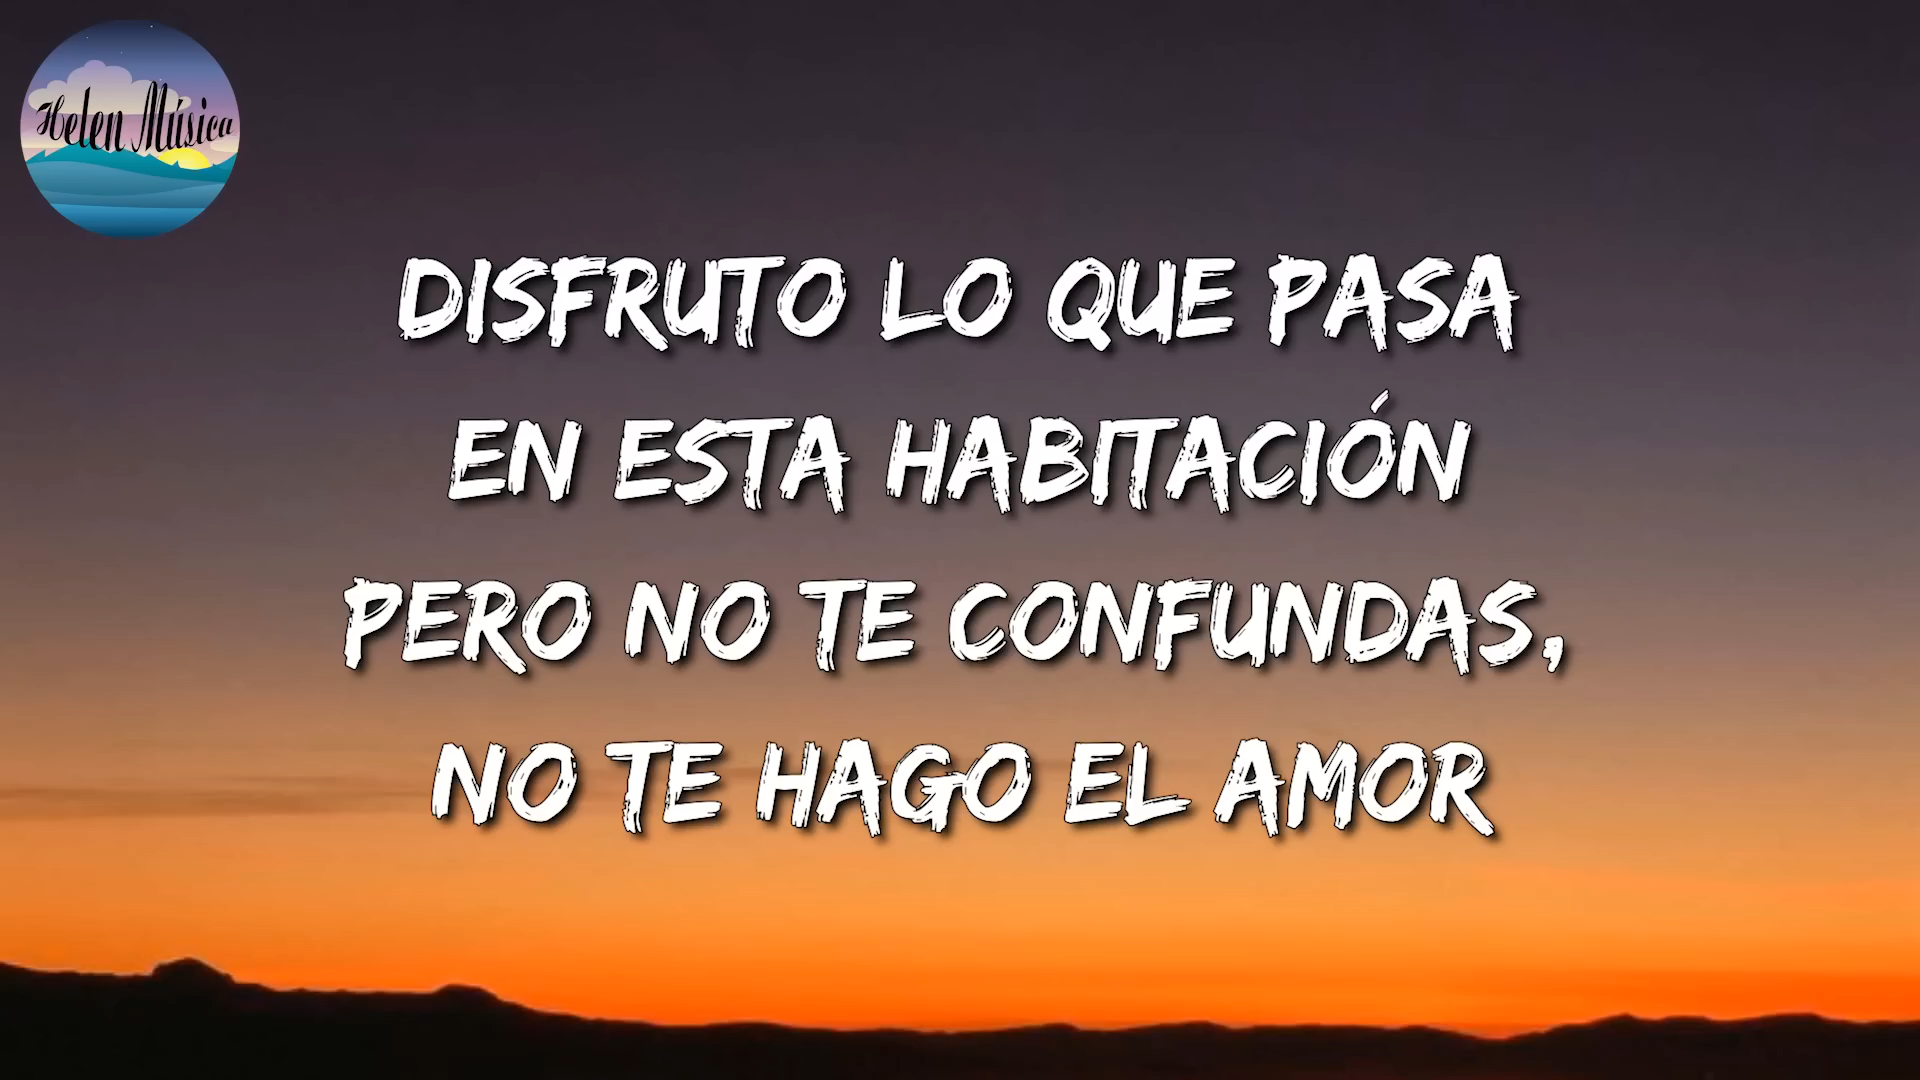 Helen Música
DISFRUTO LO QUE PASA
EN ESTA HABITACIÓN
PERO NO TE CONFUNDAS,
NO TE HAGO EL AMOR